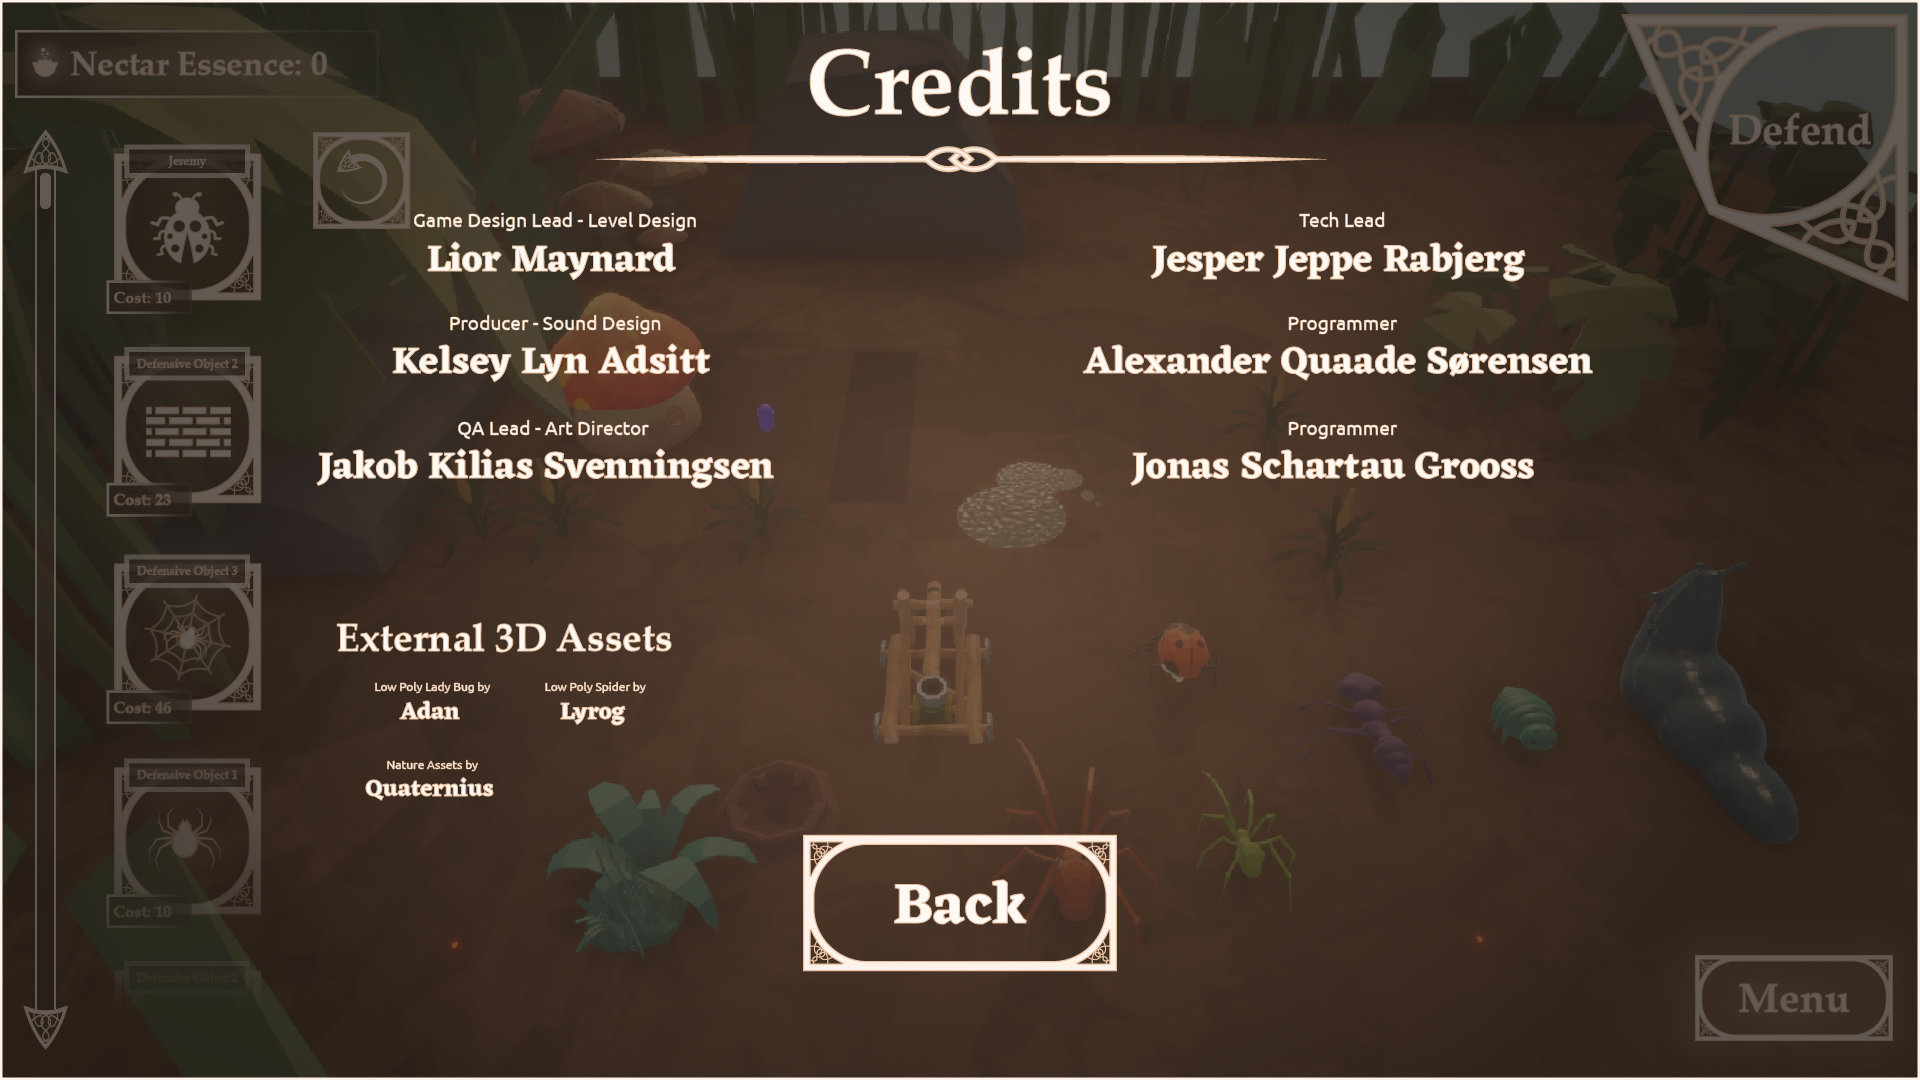 Credits
Nectar Essence: 0
Defend
Jeremy
Cost: 10
Defensive Object 2
Cost: 23
Defensive Object 3
Cost: 46
Defensive Object 1
Cost: 10
Defensive Object 2
Game Design Lead - Level Design
Lior Maynard
Producer - Sound Design
Kelsey Lyn Adsitt
QA Lead - Art Director
Jakob Kilias Svenningsen
Tech Lead
Jesper Jeppe Rabjerg
Programmer
Alexander Quaade Sørensen
Programmer
Jonas Schartau Grooss
External 3D Assets
Low Poly Lady Bug by
Adan
Low Poly Spider by
Lyrog
Nature Assets by
Quaternius
Back
Menu